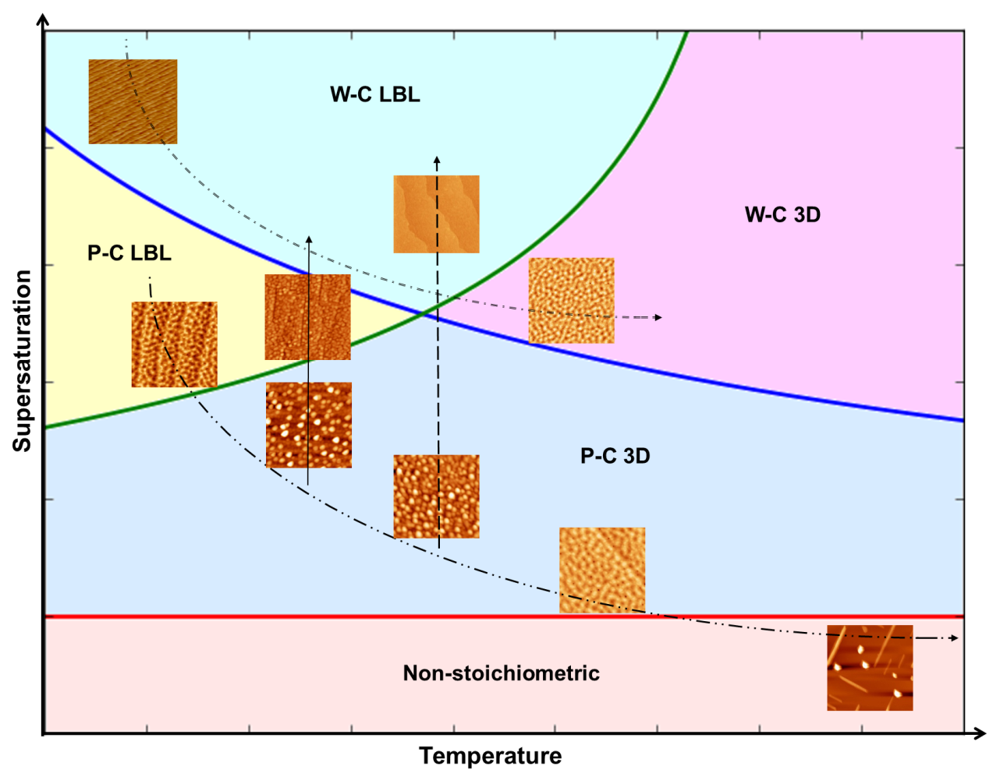 W-C LBL
W-C 3D
P-C LBL
P-C 3D
Non-stoichiometric
Supersaturation
Temperature